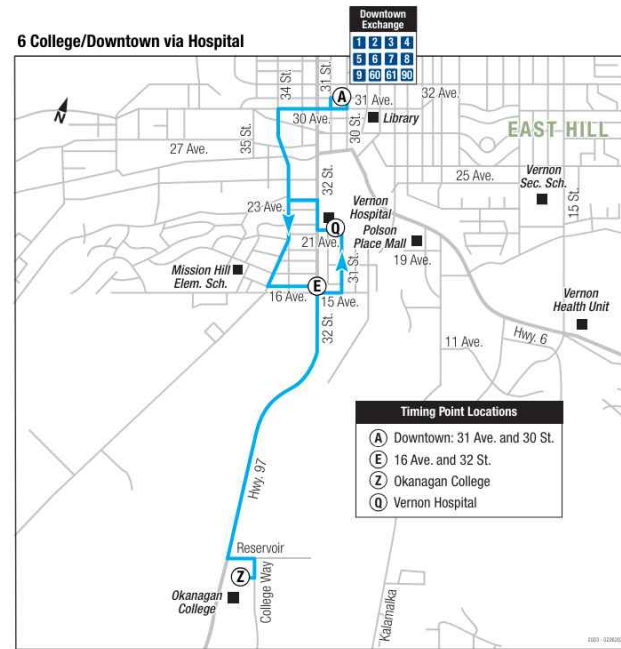 6 College/Downtown via Hospital
Downtown
Exchange
1 2 3 4
5 6 7 8
9 60 61 90
N
34 St.
31 St.
A
31 Ave.
32 Ave.
30 Ave.
30 St.
Library
35 St.
27 Ave.
EAST HILL
32 St.
25 Ave.
Vernon
Sec. Sch.
15 St.
23 Ave.
Vernon
Hospital
Q
21 Ave.
Polson
Place Mall
19 Ave.
31 St.
Mission Hill
Elem. Sch.
E
16 Ave.
15 Ave.
32 St.
Vernon
Health Unit
11 Ave.
Hwy. 6
Timing Point Locations
A Downtown: 31 Ave. and 30 St.
E 16 Ave. and 32 St.
Z Okanagan College
Q Vernon Hospital
Hwy. 97
Reservoir
Z
College Way
Okanagan
College
Kalamalka